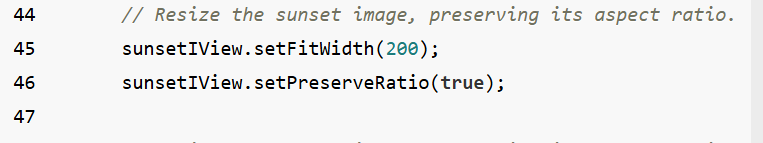 44 // Resize the sunset image, preserving its aspect ratio.
45 sunsetIView.setFitWidth(200);
46 sunsetIView.setPreserveRatio(true);
47